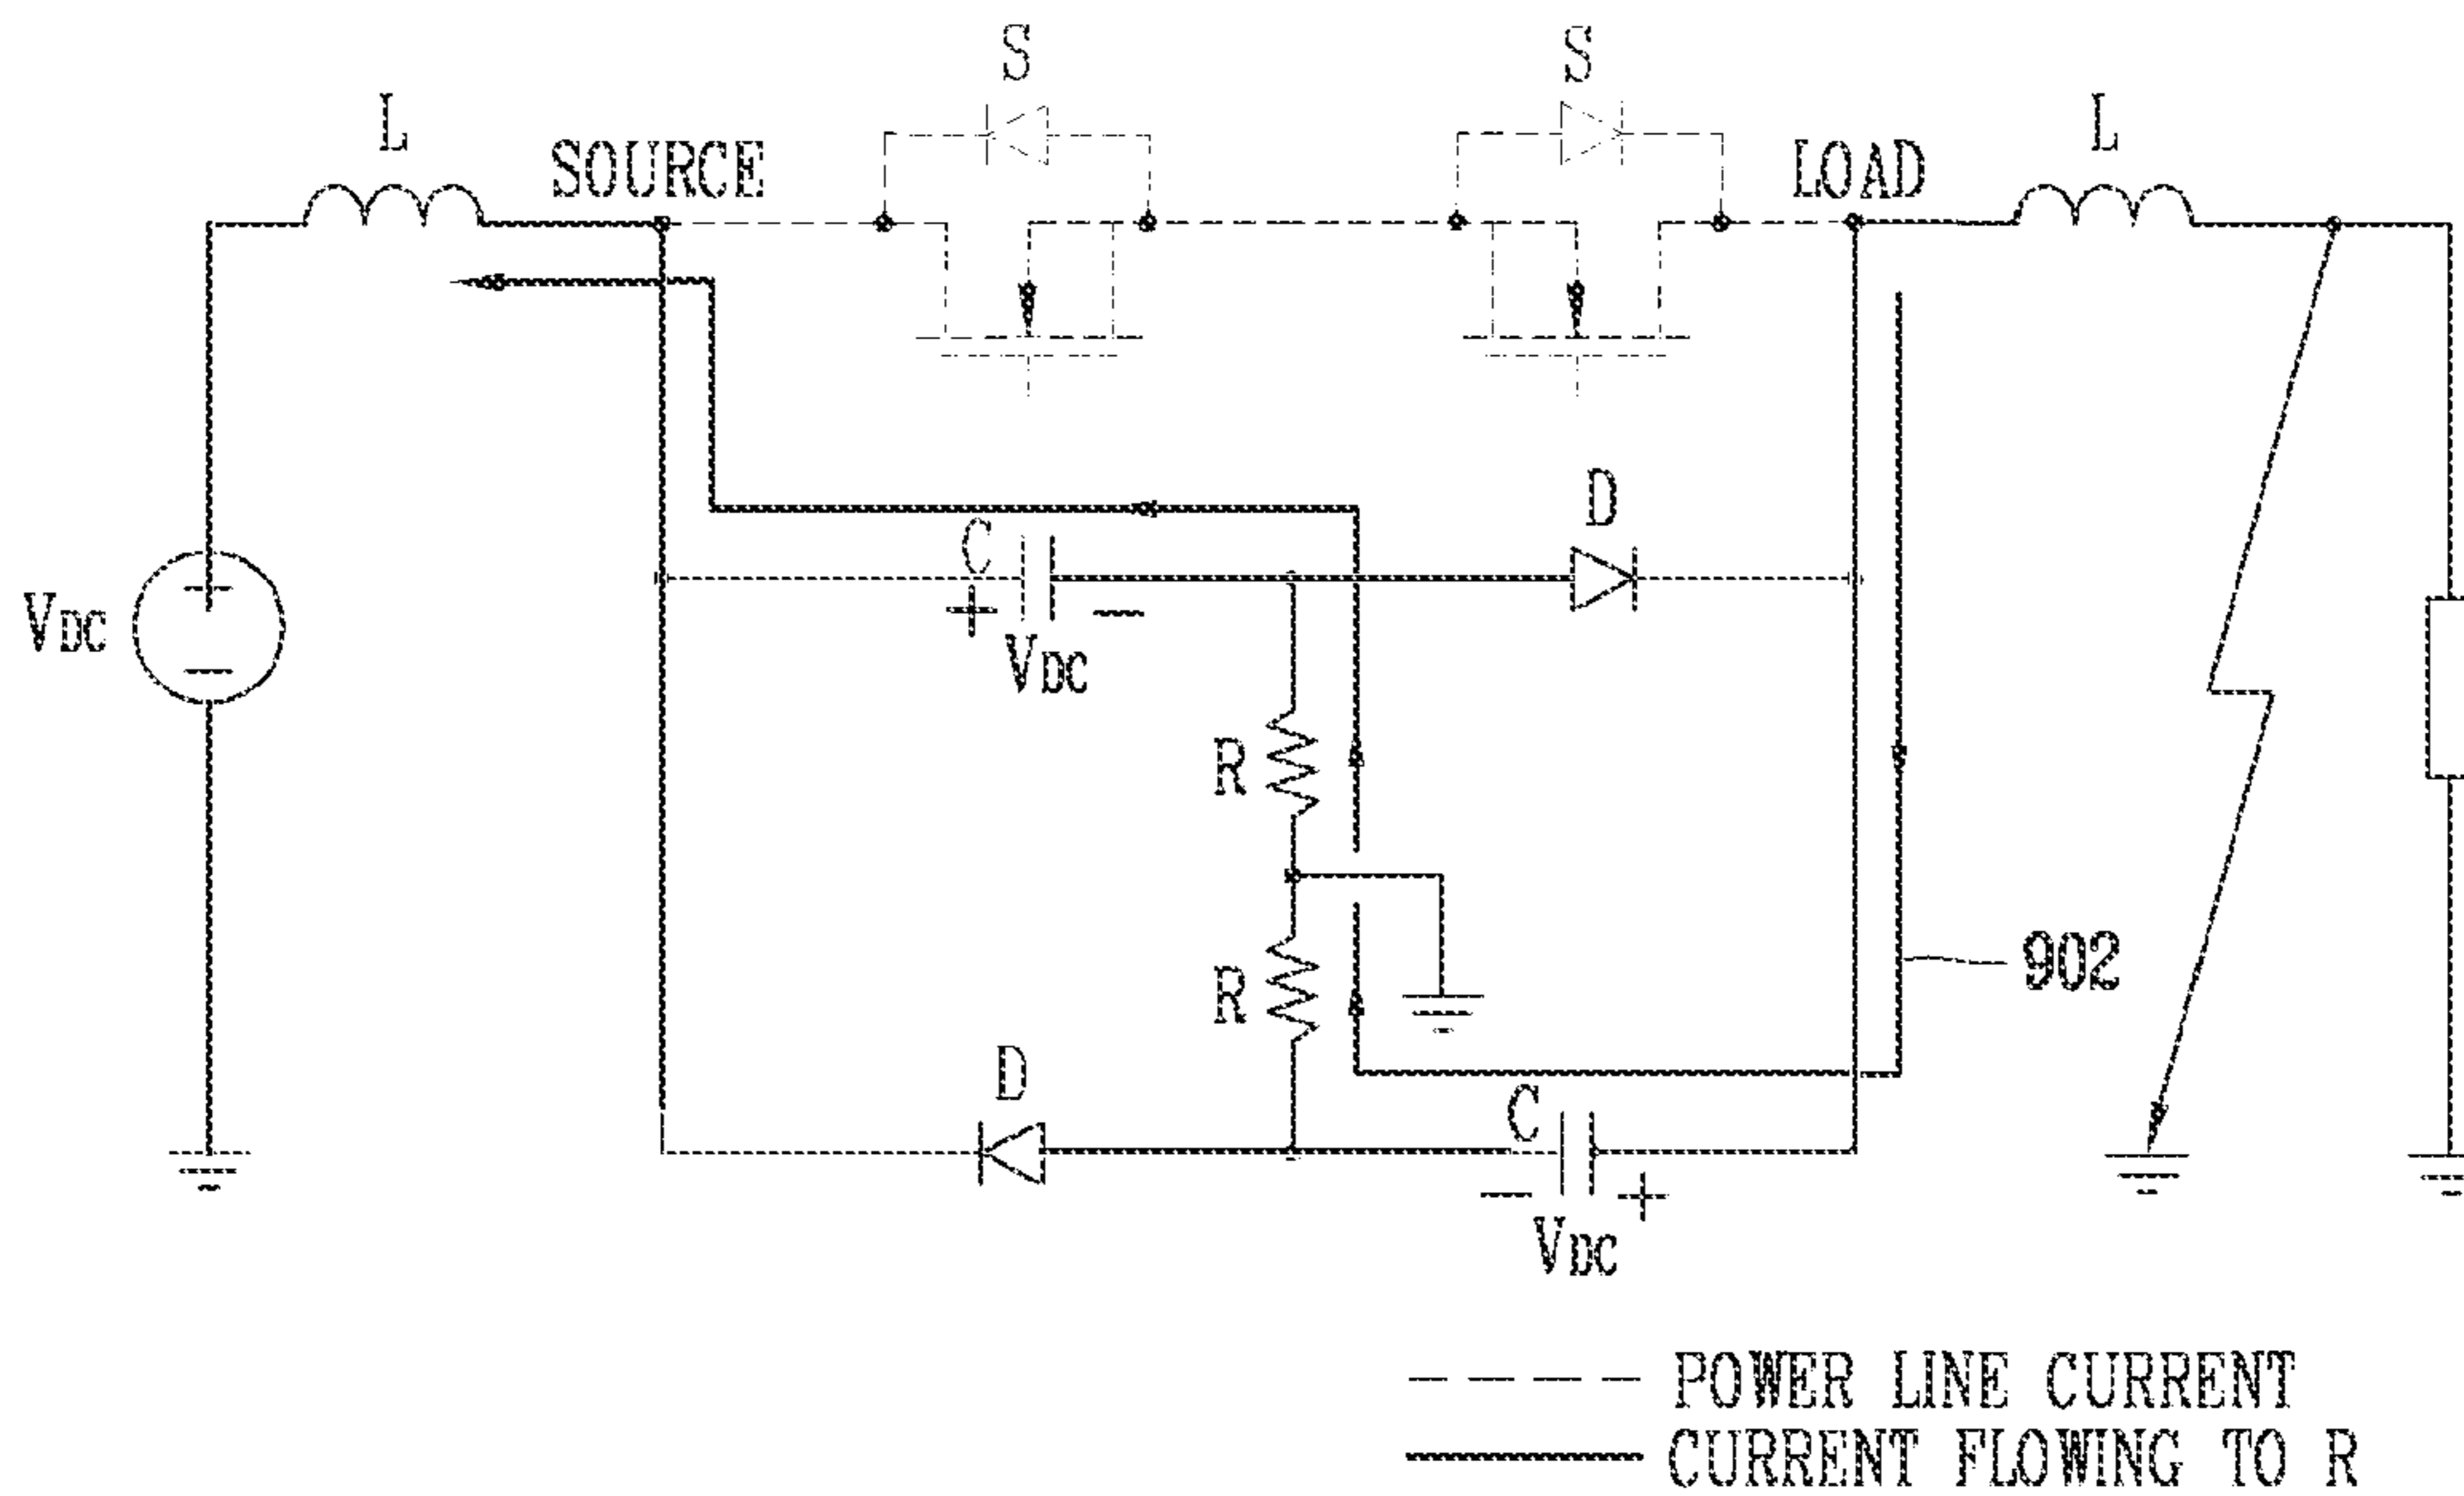 S S
L SOURCE LOAD L
D
C
+ −
VDC VDC
R
R 902
D C
− +
VDC
POWER LINE CURRENT
CURRENT FLOWING TO R